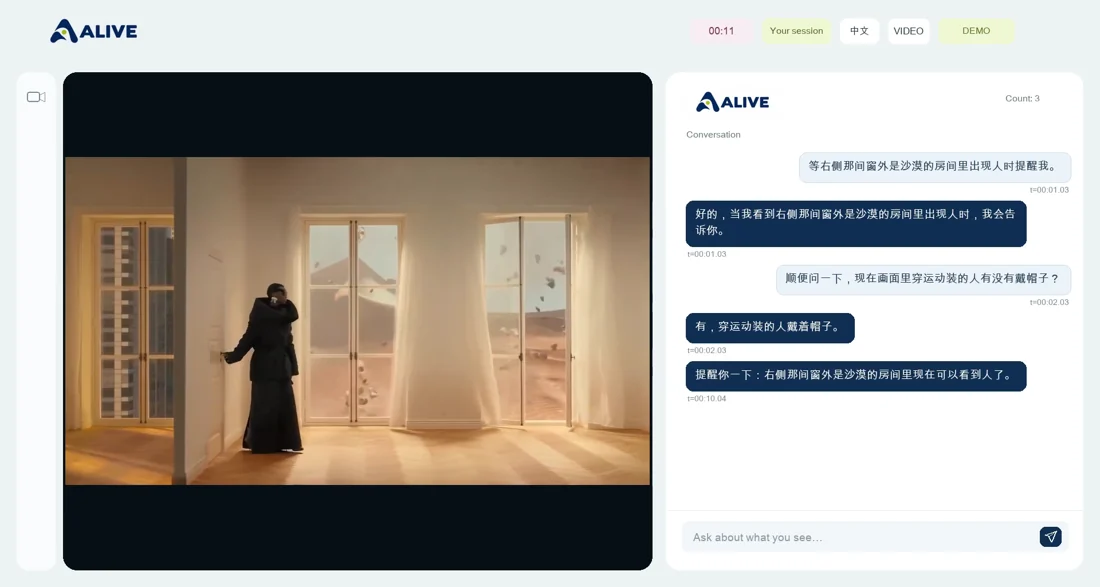 ALIVE
00:11
Your session
中文
VIDEO
DEMO
ALIVE
Count: 3
Conversation
等右侧那间窗外是沙漠的房间里出现人时提醒我。
t=00:01.03
好的，当我看到右侧那间窗外是沙漠的房间里出现人时，我会告
诉你。
t=00:01.03
顺便问一下，现在画面里穿运动装的人有没有戴帽子？
t=00:02.03
有，穿运动装的人戴着帽子。
t=00:02.03
提醒你一下：右侧那间窗外是沙漠的房间里现在可以看到人了。
t=00:10.04
Ask about what you see...